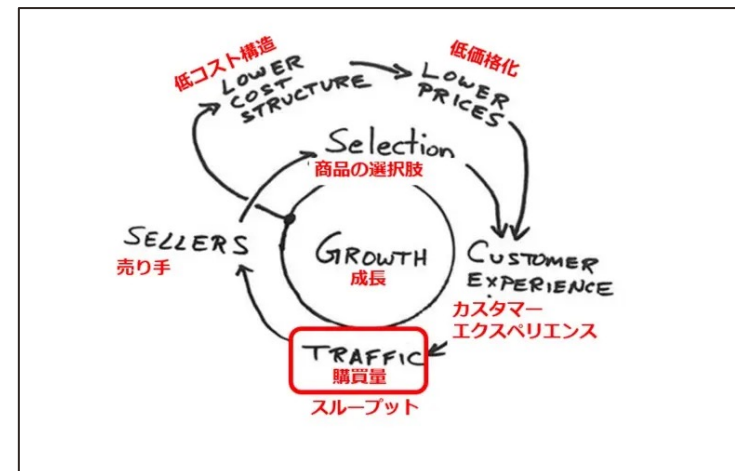 低コスト構造
LOWER
COST
STRUCTURE
低価格化
LOWER
PRICES
Selection
商品の選択肢
SELLERS
売り手
GROWTH
成長
CUSTOMER
EXPERIENCE
カスタマー
エクスペリエンス
TRAFFIC
購買量
スループット